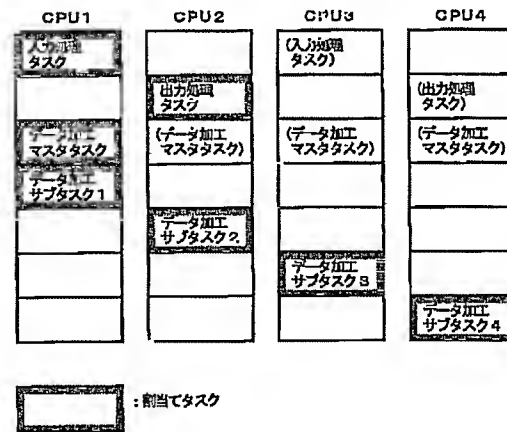 CPU1 CPU2 CPU3 CPU4
入力処理
タスク
(入力処理
タスク)
出力処理
タスク
(出力処理
タスク)
データ加工
マスタタスク
(データ加工
マスタタスク)
(データ加工
マスタタスク)
(データ加工
マスタタスク)
データ加工
サブタスク1
データ加工
サブタスク2
データ加工
サブタスク3
データ加工
サブタスク4
:割当てタスク